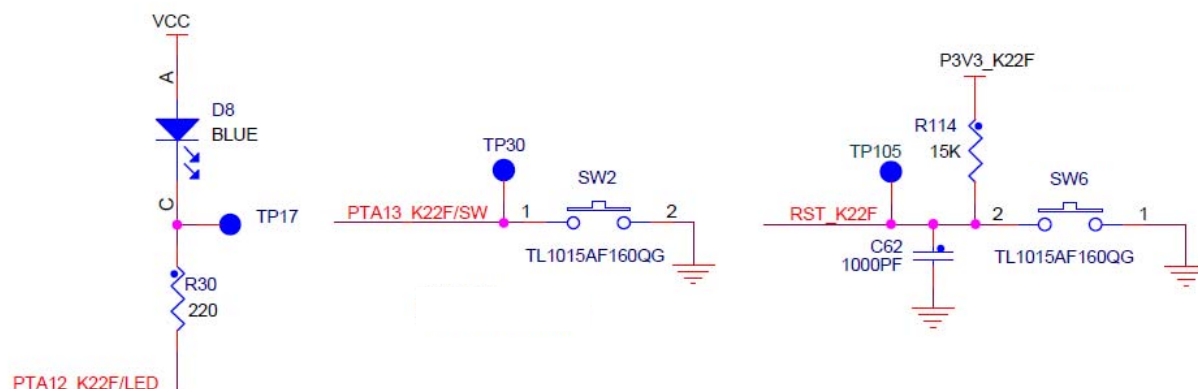 VCC
A
D8
BLUE
C
TP17
R30
220
PTA12_K22F/LED
TP30
SW2
PTA13_K22F/SW
1
2
TL1015AF160QG
P3V3_K22F
R114
15K
TP105
SW6
RST_K22F
2
1
C62
1000PF
TL1015AF160QG